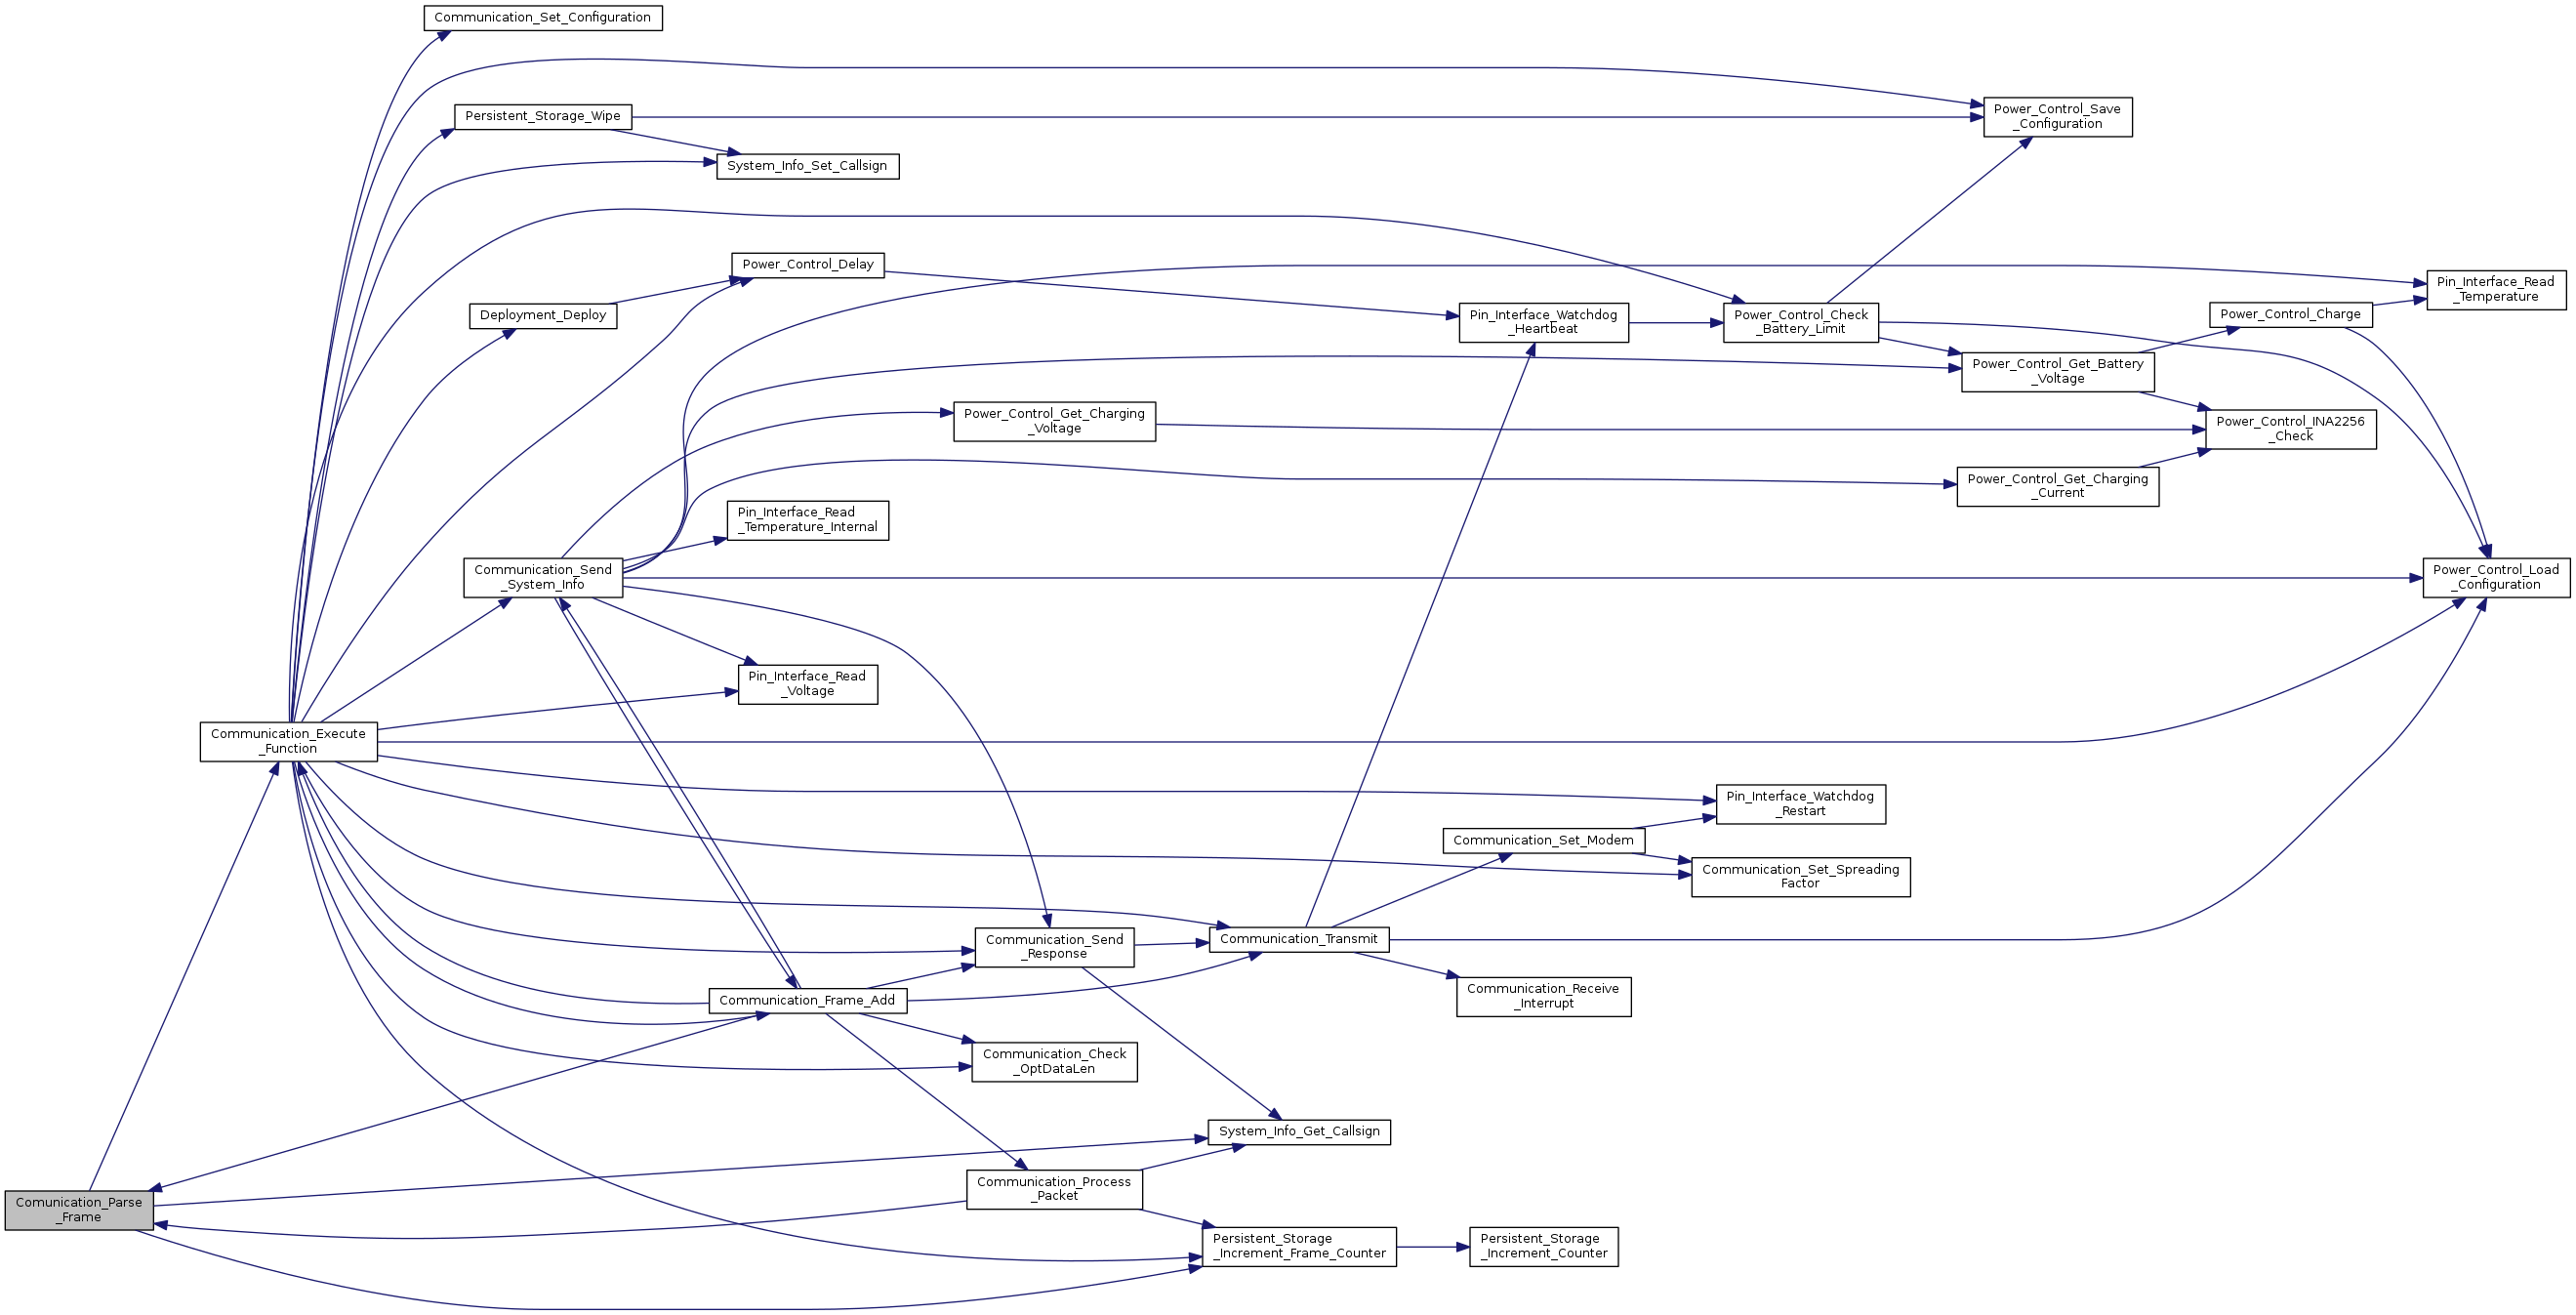 Communication_Set_Configuration
Power_Control_Save
_Configuration
Persistent_Storage_Wipe
System_Info_Set_Callsign
Power_Control_Delay
Pin_Interface_Read
_Temperature
Deployment_Deploy
Pin_Interface_Watchdog
_Heartbeat
Power_Control_Check
_Battery_Limit
Power_Control_Charge
Power_Control_Get_Battery
_Voltage
Power_Control_Get_Charging
_Voltage
Power_Control_INA2256
_Check
Power_Control_Get_Charging
_Current
Pin_Interface_Read
_Temperature_Internal
Communication_Send
_System_Info
Power_Control_Load
_Configuration
Pin_Interface_Read
_Voltage
Communication_Execute
_Function
Pin_Interface_Watchdog
_Restart
Communication_Set_Modem
Communication_Set_Spreading
Factor
Communication_Send
_Response
Communication_Transmit
Communication_Receive
_Interrupt
Communication_Frame_Add
Communication_Check
_OptDataLen
System_Info_Get_Callsign
Communication_Process
_Packet
Comunication_Parse
_Frame
Persistent_Storage
_Increment_Frame_Counter
Persistent_Storage
_Increment_Counter